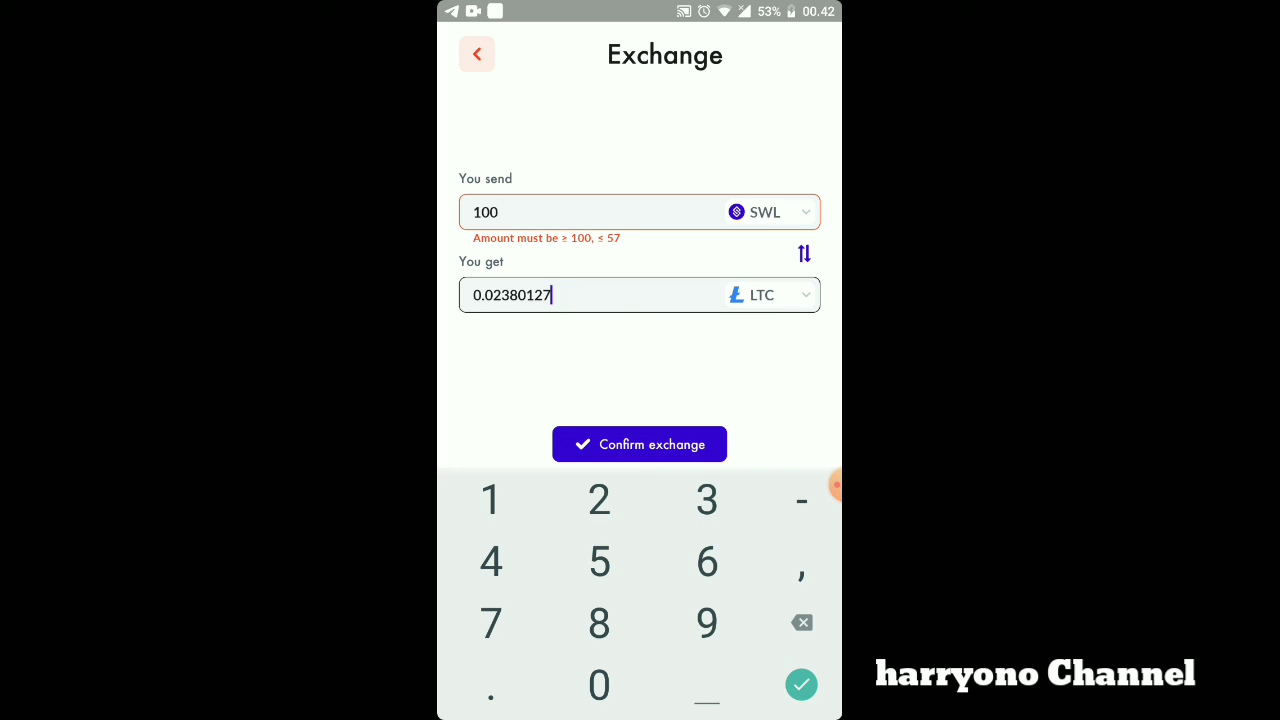 53% 00.42
Exchange
You send
100 SWL
Amount must be ≥ 100, ≤ 57
You get
0.02380127 LTC
Confirm exchange
1 2 3 -
4 5 6 ,
7 8 9
. 0 _
harryono Channel